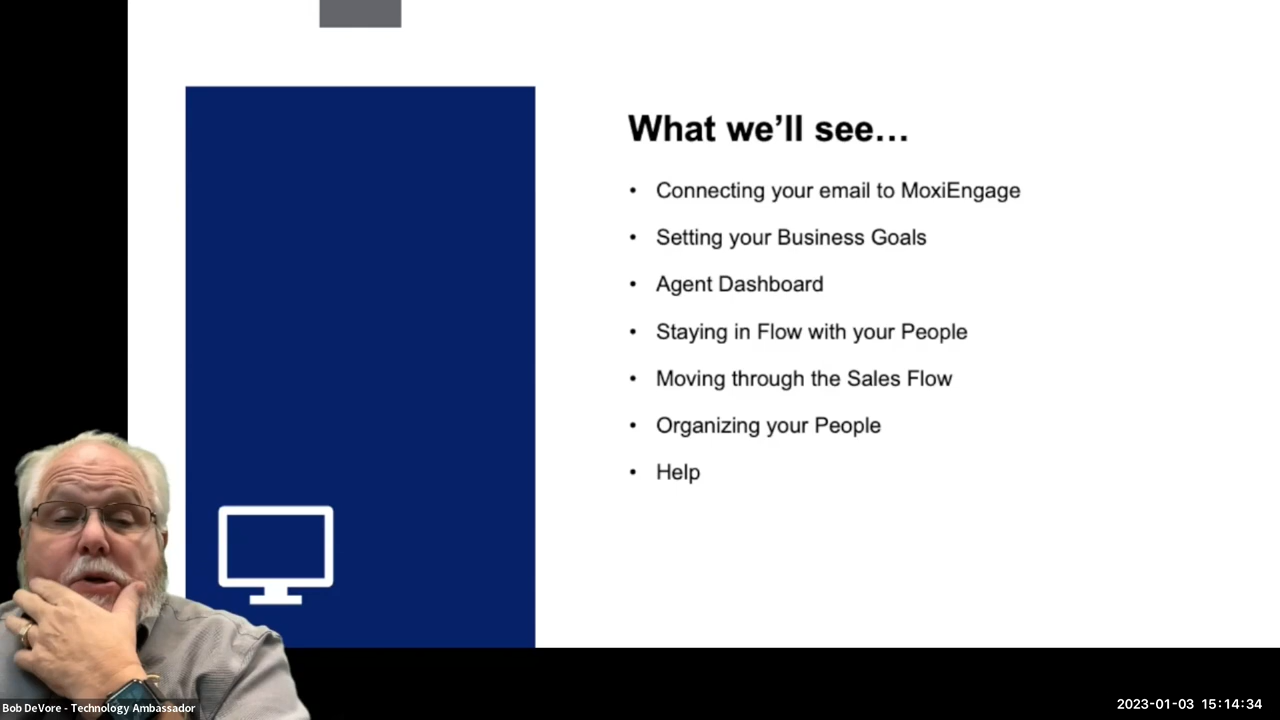 What we’ll see…
• Connecting your email to MoxiEngage
• Setting your Business Goals
• Agent Dashboard
• Staying in Flow with your People
• Moving through the Sales Flow
• Organizing your People
• Help
Bob DeVore - Technology Ambassador
2023-01-03 15:14:34